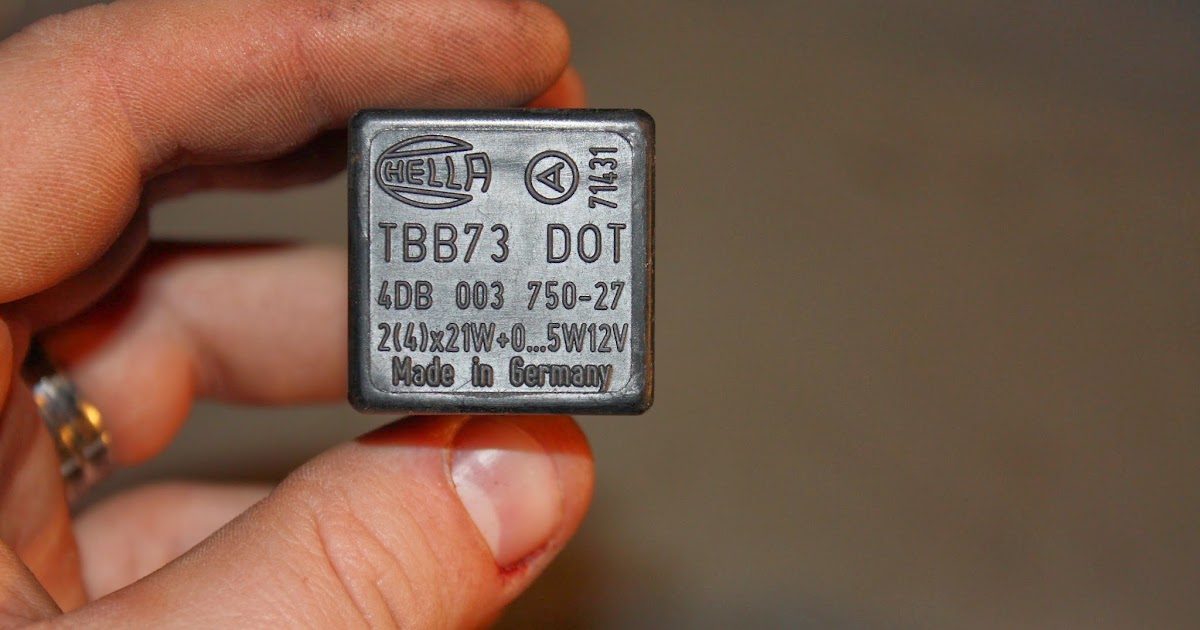 HELLA A 71431
TBB73 DOT
4DB 003 750-27
2(4)x21W+0...5W12V
Made in Germany